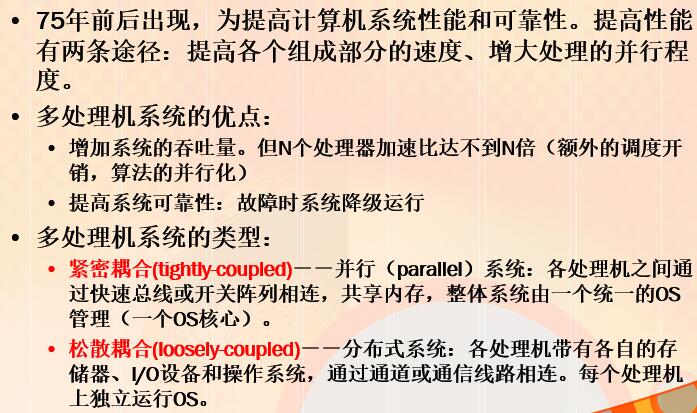 • 75年前后出现，为提高计算机系统性能和可靠性。提高性能
有两条途径：提高各个组成部分的速度、增大处理的并行程
度。
• 多处理机系统的优点：
• 增加系统的吞吐量。但N个处理器加速比达不到N倍（额外的调度开
销，算法的并行化）
• 提高系统可靠性：故障时系统降级运行
• 多处理机系统的类型：
• 紧密耦合(tightly-coupled)－－并行（parallel）系统：各处理机之间通
过快速总线或开关阵列相连，共享内存，整体系统由一个统一的OS
管理（一个OS核心）。
• 松散耦合(loosely-coupled)－－分布式系统：各处理机带有各自的存
储器、I/O设备和操作系统，通过通道或通信线路相连。每个处理机
上独立运行OS。